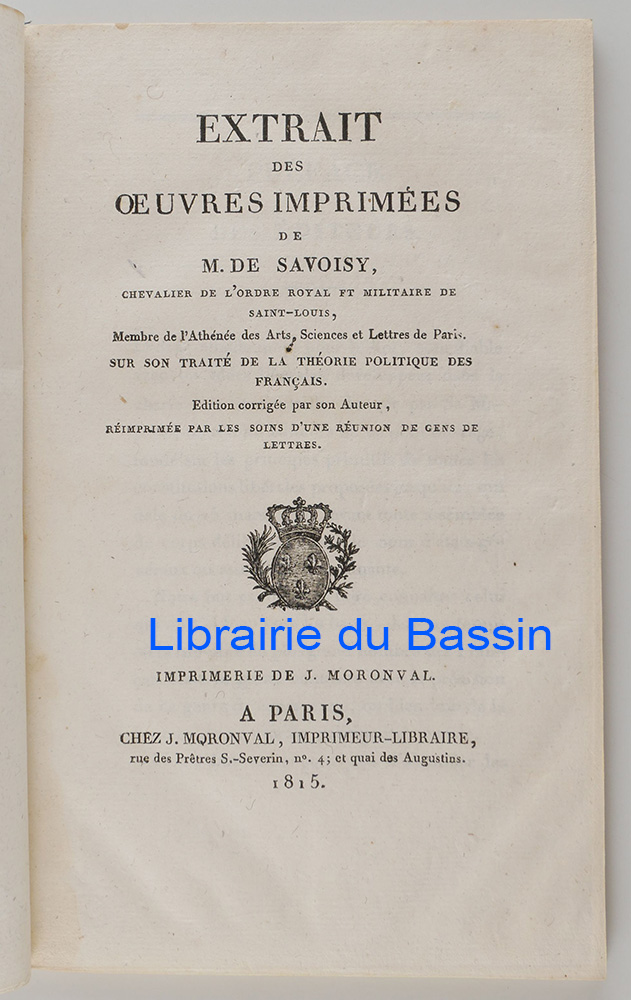 EXTRAIT
DES
ŒUVRES IMPRIMÉES
DE
M. DE SAVOISY,
CHEVALIER DE L'ORDRE ROYAL ET MILITAIRE DE
SAINT-LOUIS,
Membre de l'Athénée des Arts, Sciences et Lettres de Paris.
SUR SON TRAITÉ DE LA THÉORIE POLITIQUE DES
FRANÇAIS.
Edition corrigée par son Auteur,
RÉIMPRIMÉE PAR LES SOINS D'UNE RÉUNION DE GENS DE
LETTRES.
Librairie du Bassin
IMPRIMERIE DE J. MORONVAL.
A PARIS,
CHEZ J. MORONVAL, IMPRIMEUR-LIBRAIRE,
rue des Prêtres S.-Severin, nº. 4; et quai des Augustins.
1815.